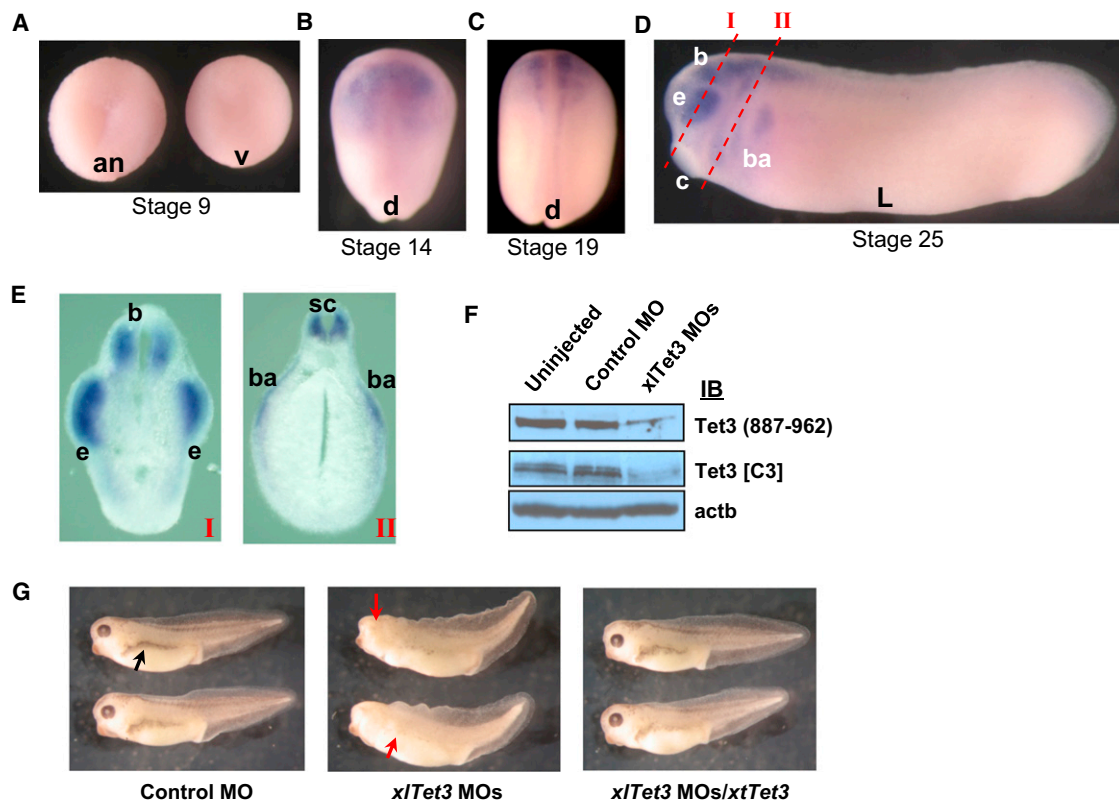 A
B
C
D
I
II
an
v
Stage 9
d
Stage 14
d
Stage 19
b
e
c
ba
L
Stage 25
E
b
e
e
I
sc
ba
ba
II
F
Uninjected
Control MO
xlTet3 MOs
IB
Tet3 (887-962)
Tet3 [C3]
actb
G
Control MO
xlTet3 MOs
xlTet3 MOs/xtTet3